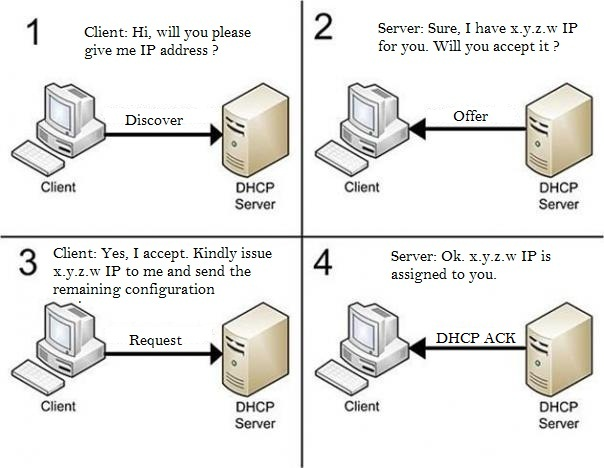 1
Client: Hi, will you please
give me IP address ?
Discover
Client
DHCP
Server
2
Server: Sure, I have x.y.z.w IP
for you. Will you accept it ?
Offer
Client
DHCP
Server
3
Client: Yes, I accept. Kindly issue
x.y.z.w IP to me and send the
remaining configuration
Request
Client
DHCP
Server
4
Server: Ok. x.y.z.w IP is
assigned to you.
DHCP ACK
Client
DHCP
Server